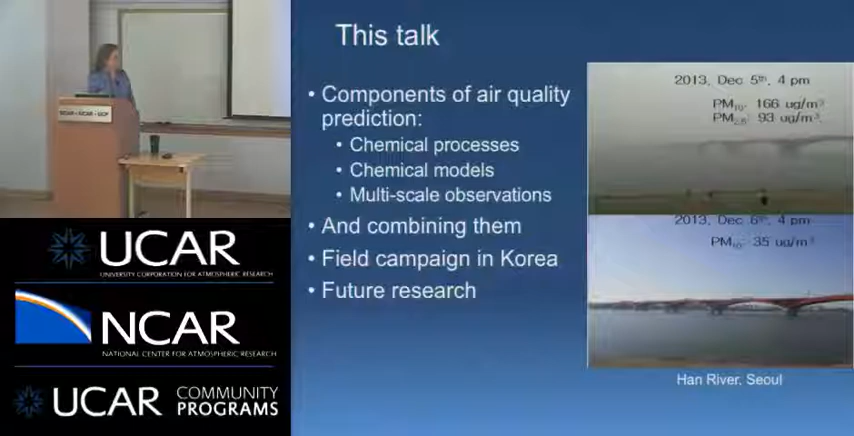 This talk
• Components of air quality
prediction:
• Chemical processes
• Chemical models
• Multi-scale observations
• And combining them
• Field campaign in Korea
• Future research
2013, Dec 5th, 4 pm
PM10: 166 ug/m3
PM2.5: 93 ug/m3
2013, Dec 6th, 4 pm
PM10: 35 ug/m3
Han River, Seoul
NCAR - UCAR - UCP
UCAR
UNIVERSITY CORPORATION FOR ATMOSPHERIC RESEARCH
NCAR
NATIONAL CENTER FOR ATMOSPHERIC RESEARCH
UCAR COMMUNITY
PROGRAMS